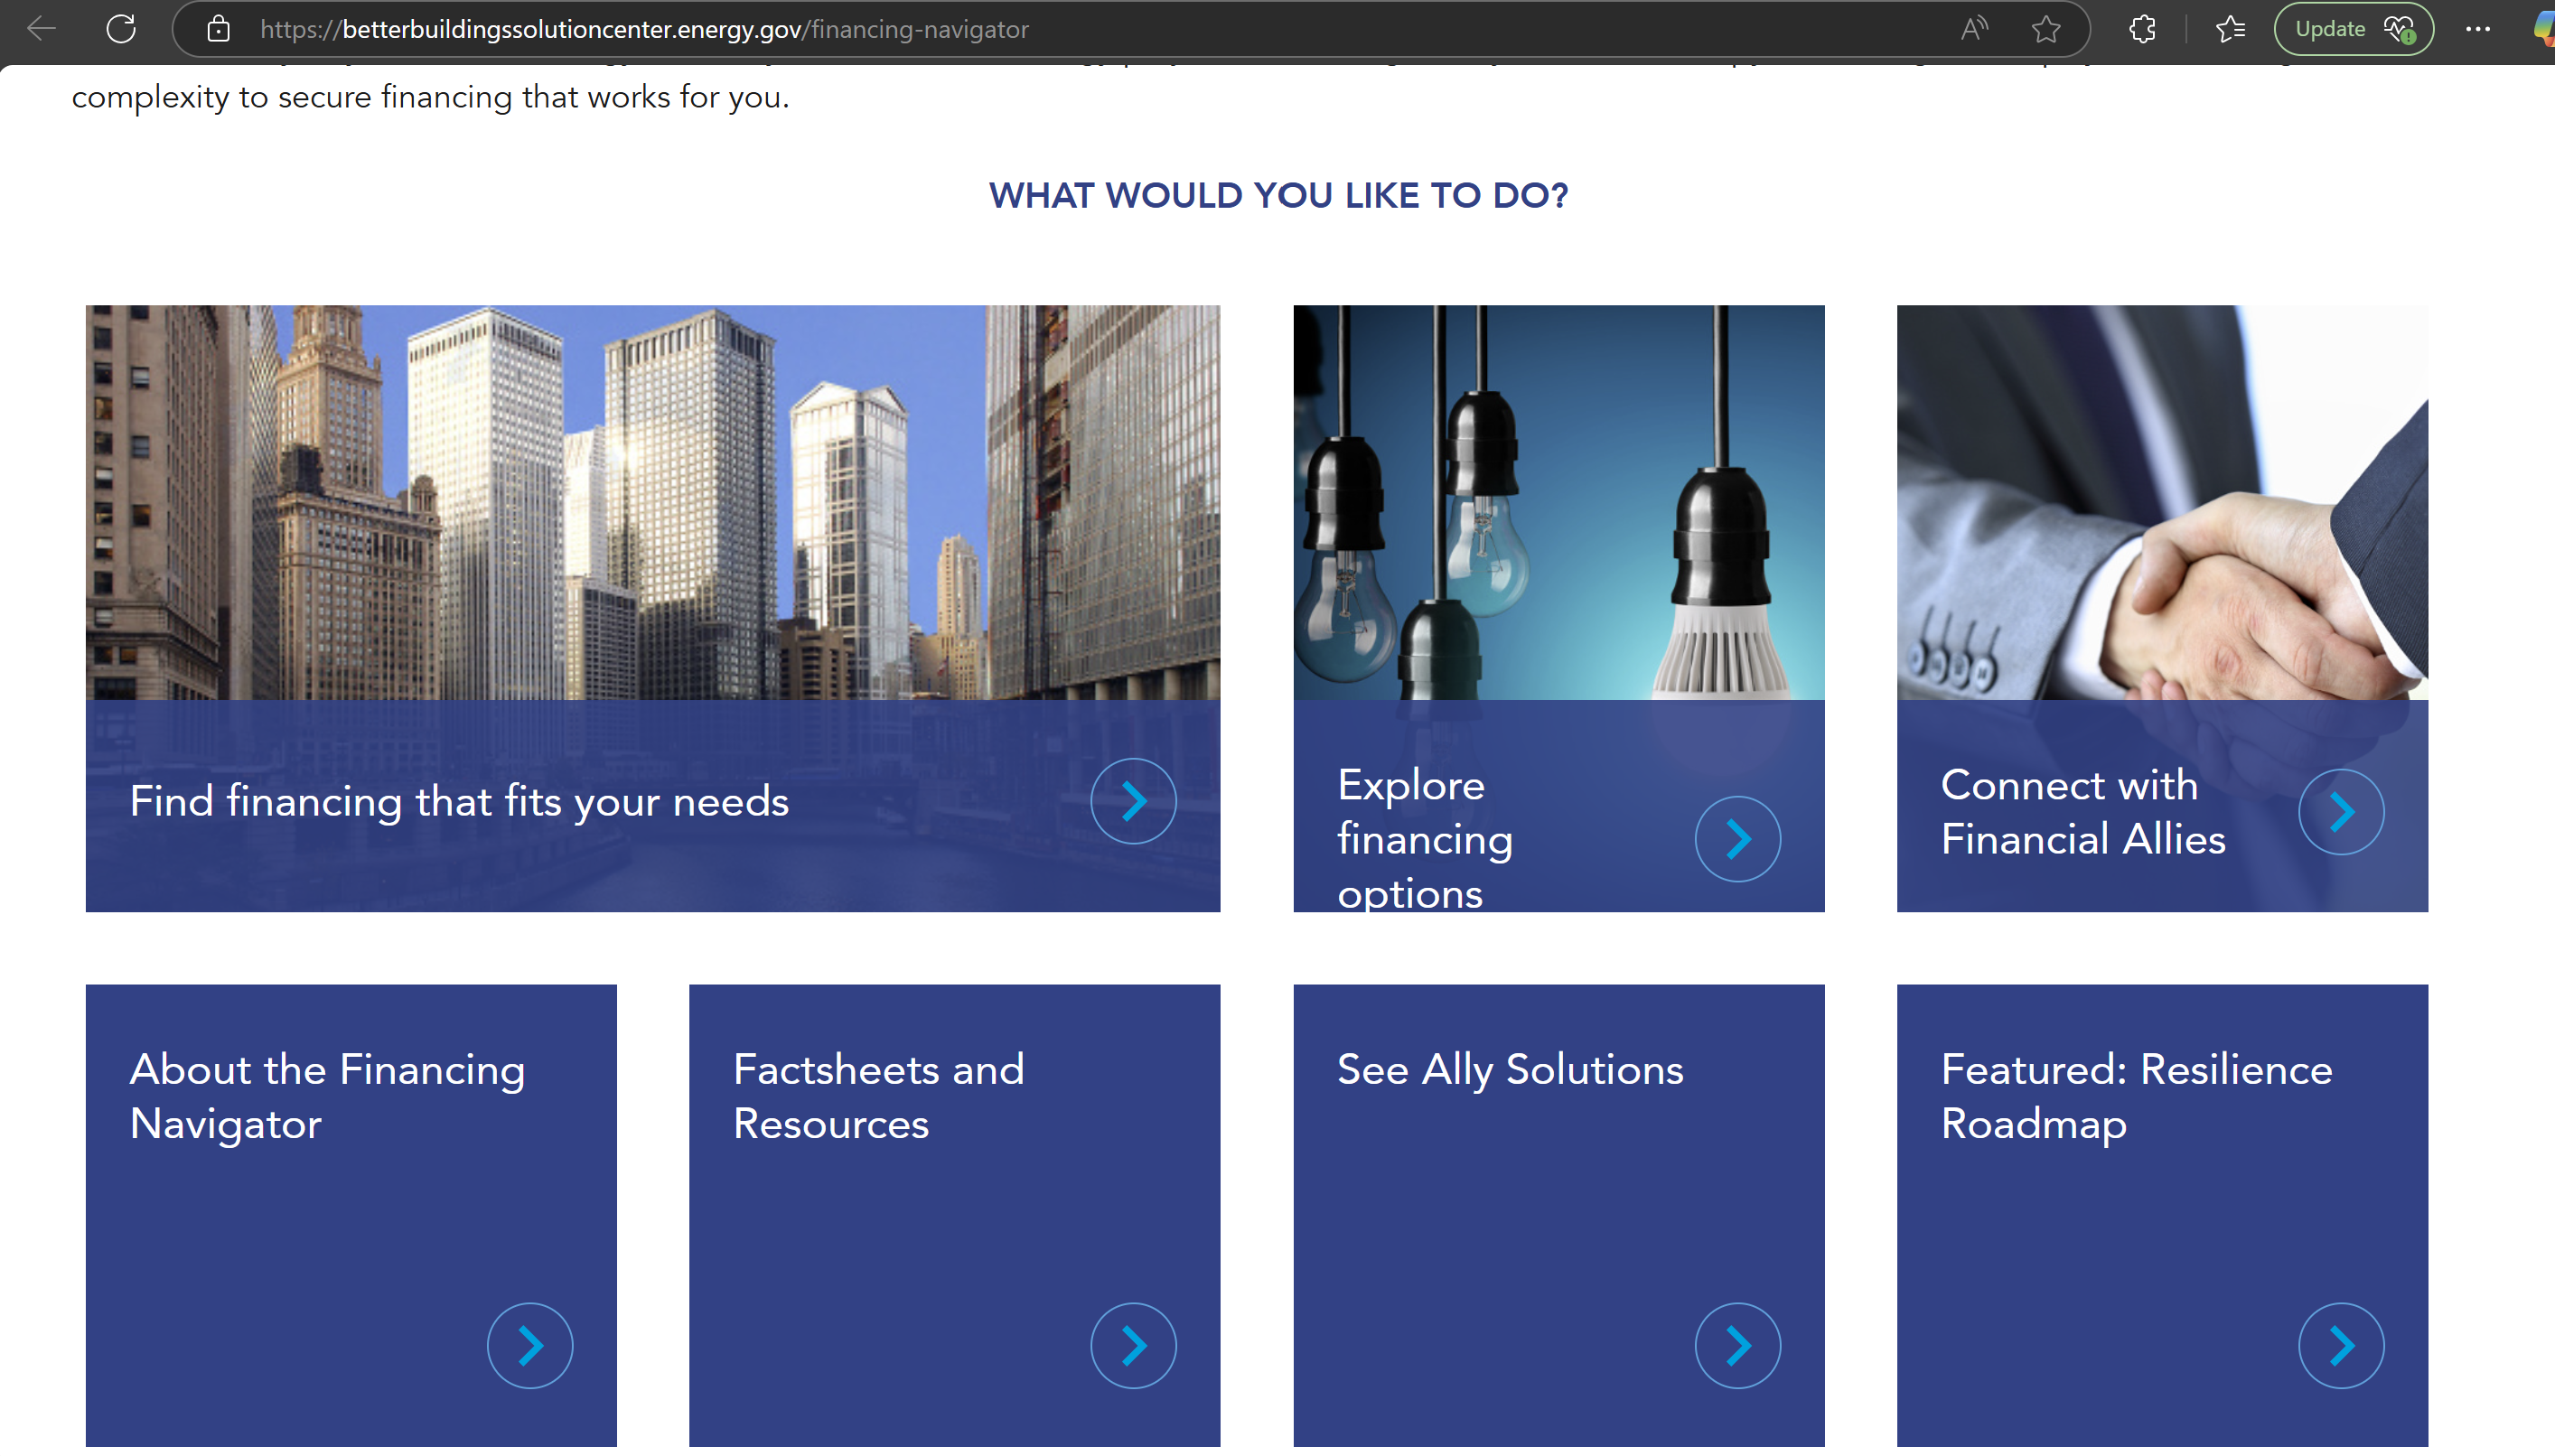 https://betterbuildingssolutioncenter.energy.gov/financing-navigator
Update
complexity to secure financing that works for you.
WHAT WOULD YOU LIKE TO DO?
Find financing that fits your needs
Explore
financing
options
Connect with
Financial Allies
About the Financing
Navigator
Factsheets and
Resources
See Ally Solutions
Featured: Resilience
Roadmap